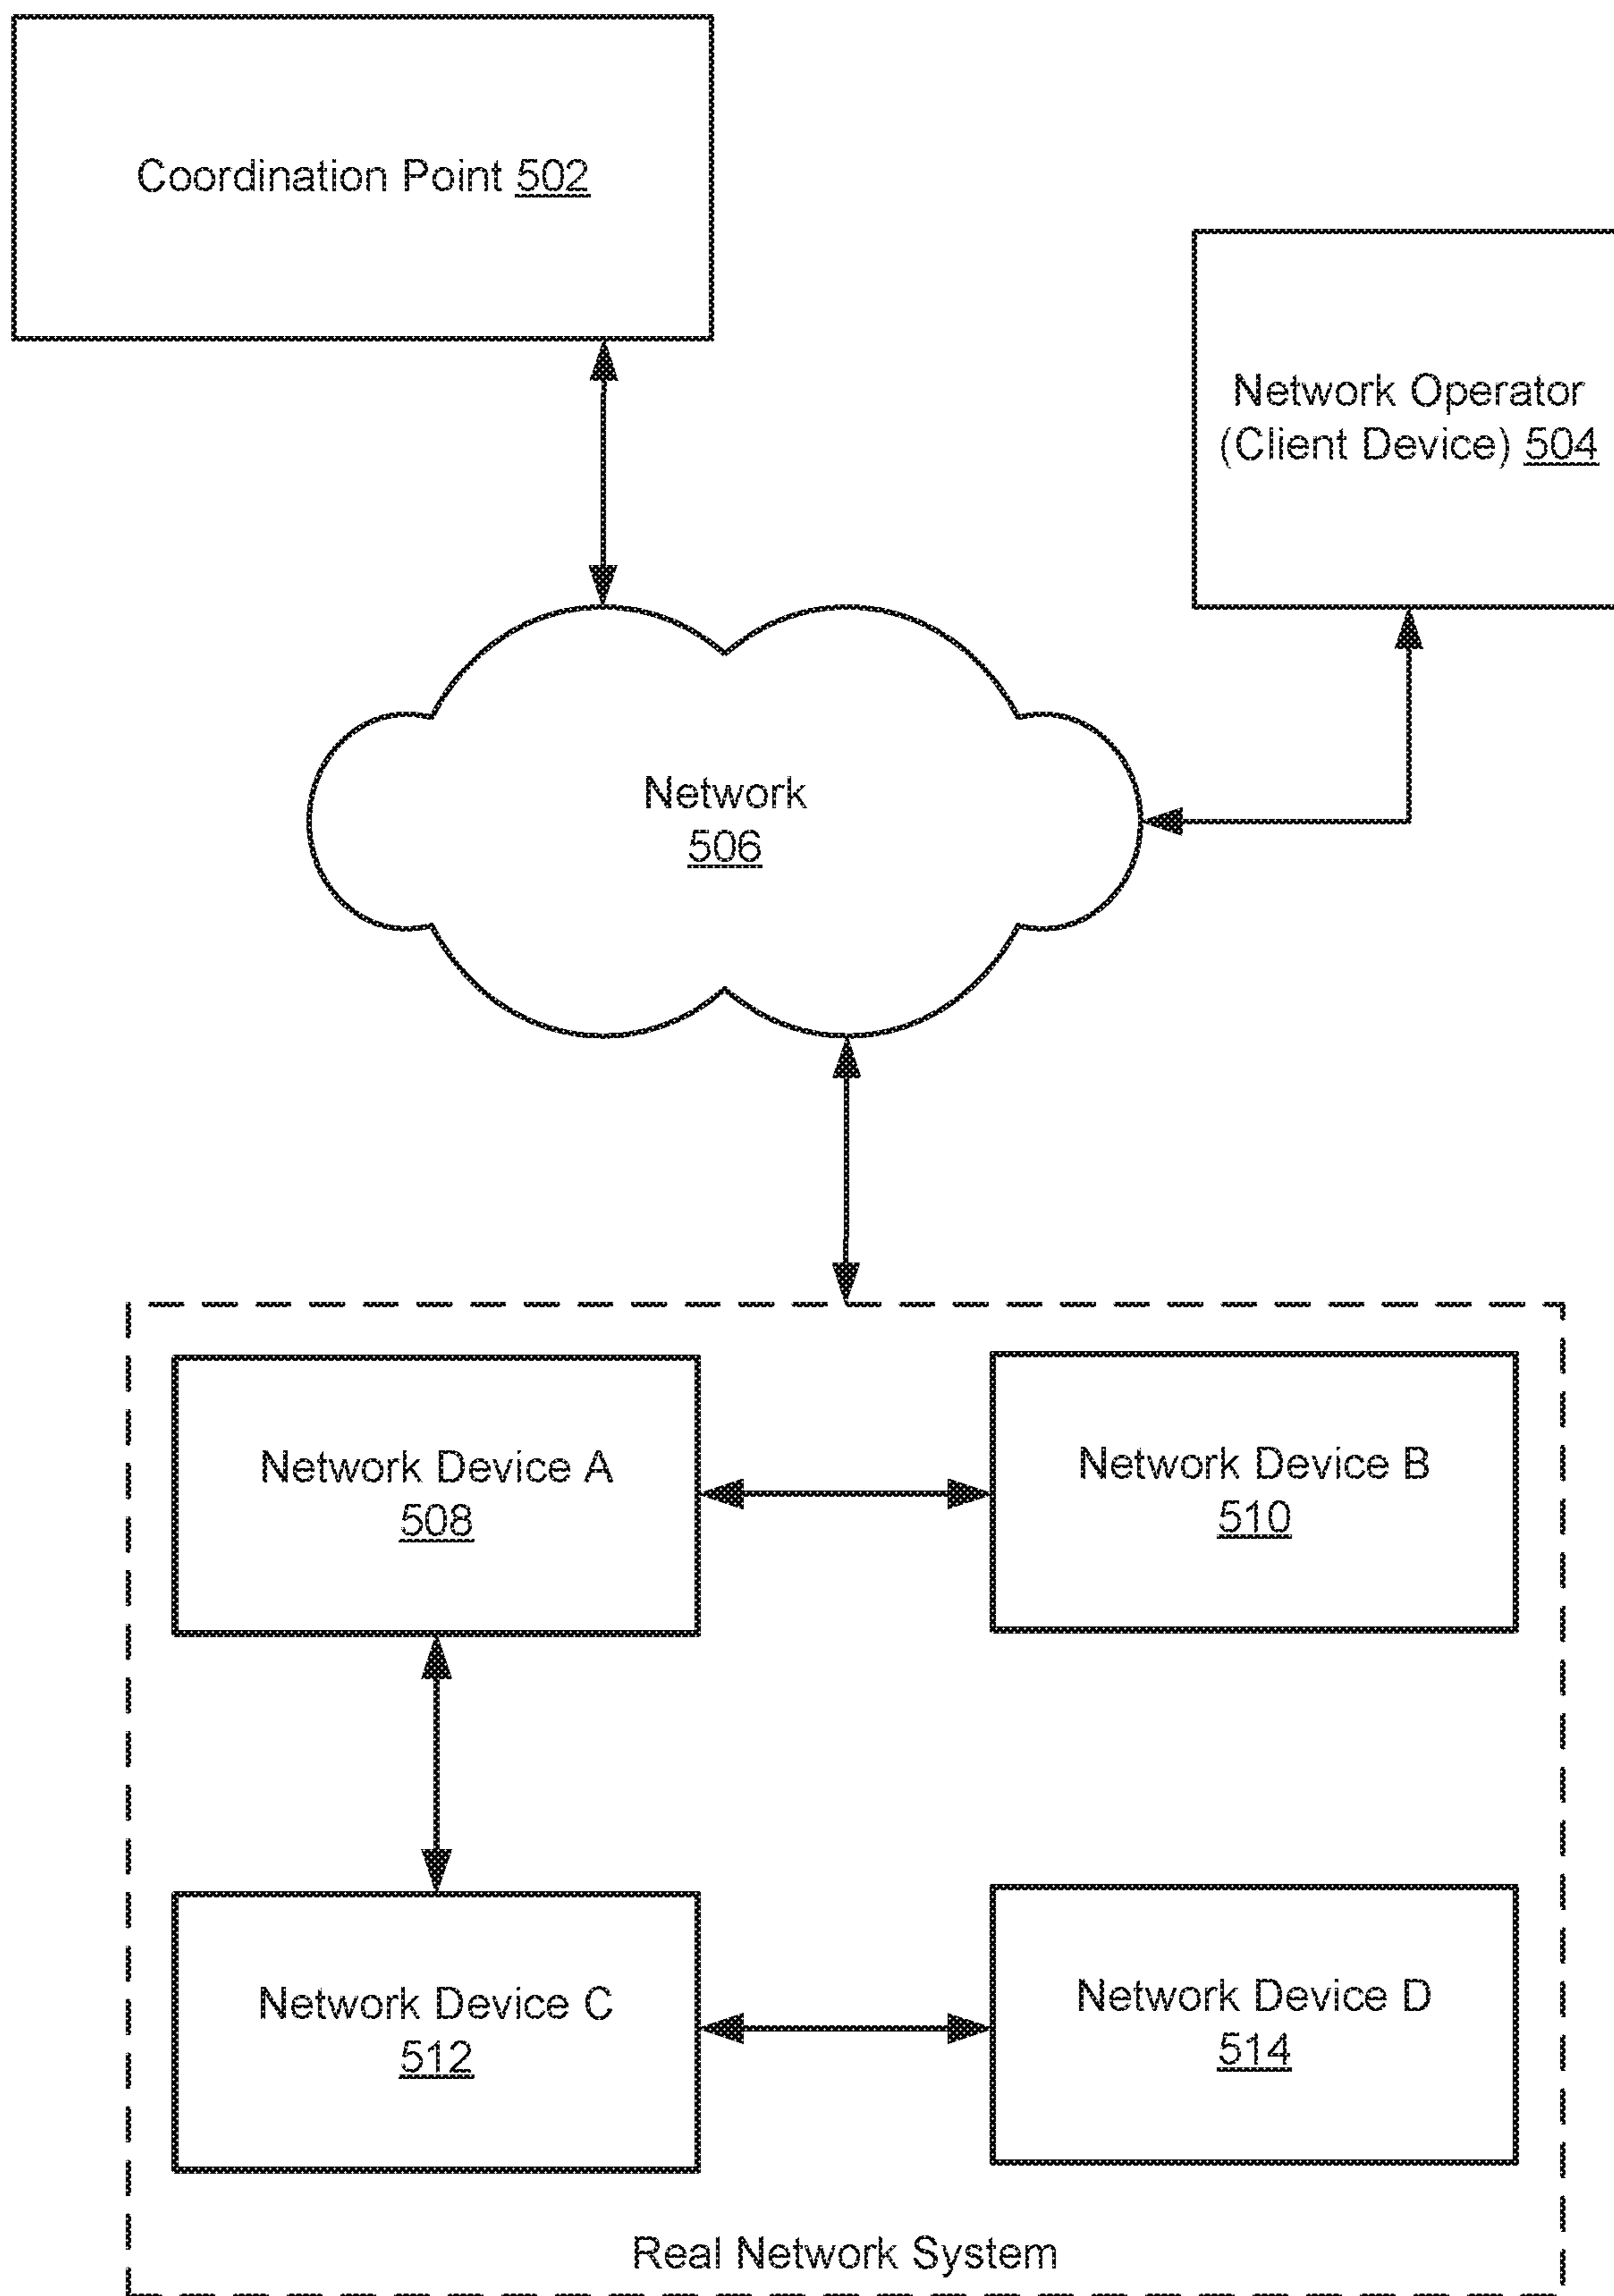 Coordination Point 502
Network Operator
(Client Device) 504
Network
506
Network Device A
508
Network Device B
510
Network Device C
512
Network Device D
514
Real Network System